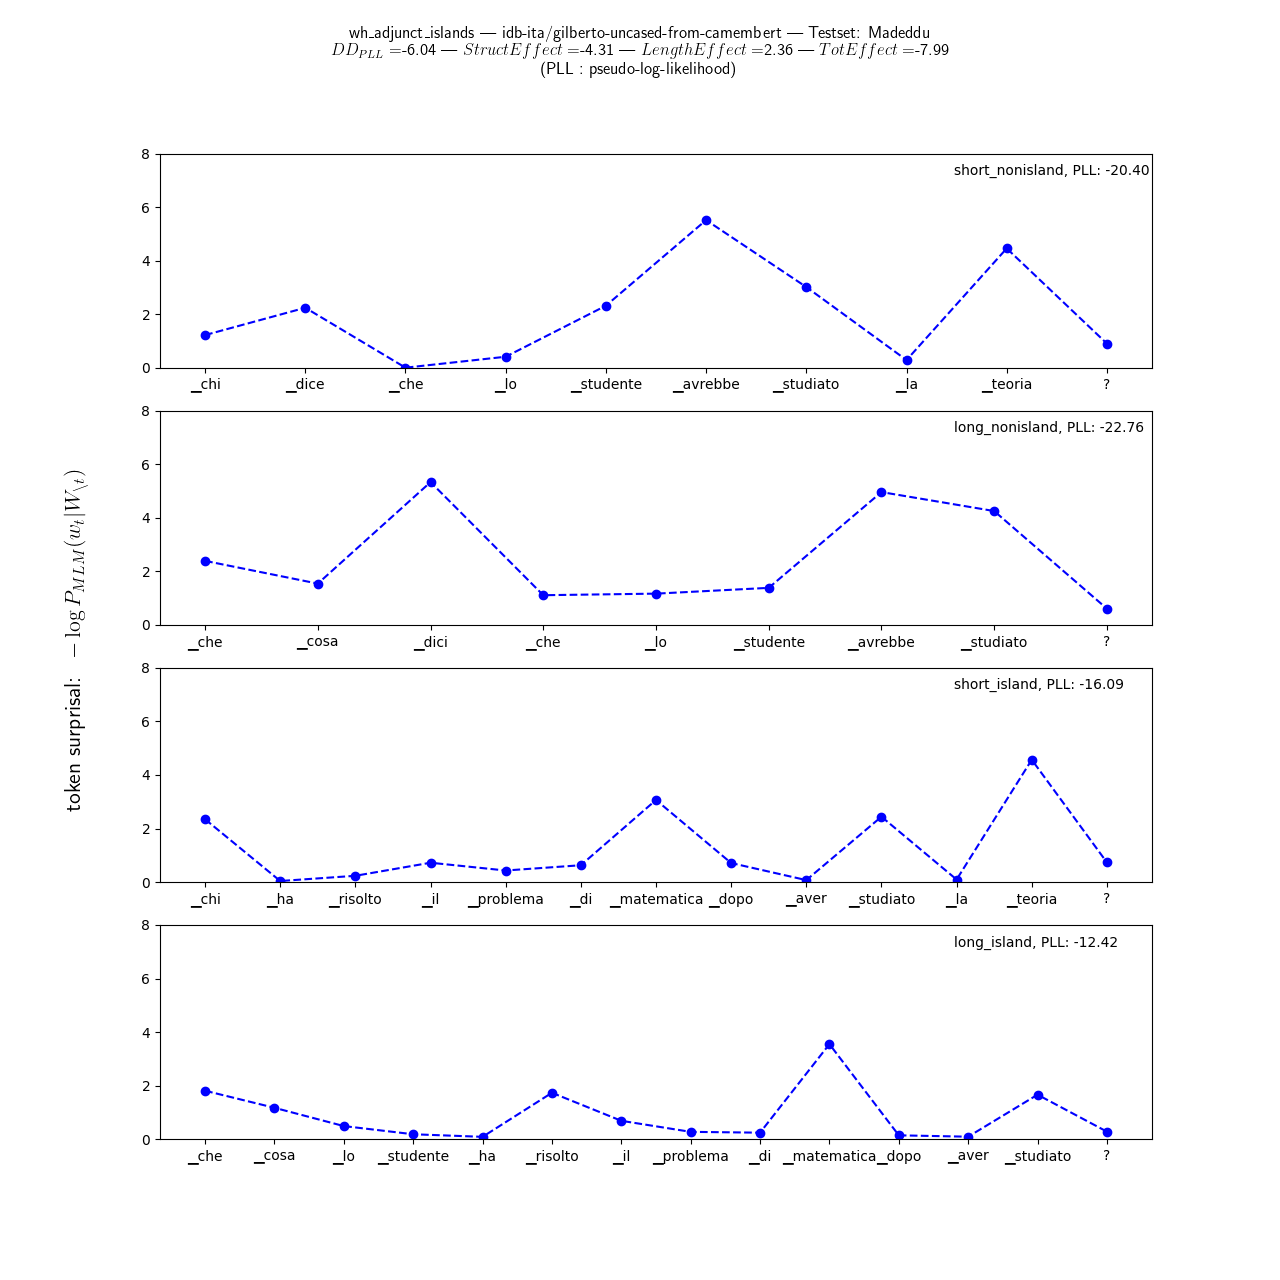 wh_adjunct_islands — idb-ita/gilberto-uncased-from-camembert — Testset: Madeddu
DD_PLL =-6.04 — StructEffect =-4.31 — LengthEffect =2.36 — TotEffect =-7.99
(PLL : pseudo-log-likelihood)
token surprisal: − log P_MLM(w_t|W_\t)
8
6
4
2
0
short_nonisland, PLL: -20.40
_chi _dice _che _lo _studente _avrebbe _studiato _la _teoria ?
8
6
4
2
0
long_nonisland, PLL: -22.76
_che _cosa _dici _che _lo _studente _avrebbe _studiato ?
8
6
4
2
0
short_island, PLL: -16.09
_chi _ha _risolto _il _problema _di _matematica _dopo _aver _studiato _la _teoria ?
8
6
4
2
0
long_island, PLL: -12.42
_che _cosa _lo _studente _ha _risolto _il _problema _di _matematica _dopo _aver _studiato ?